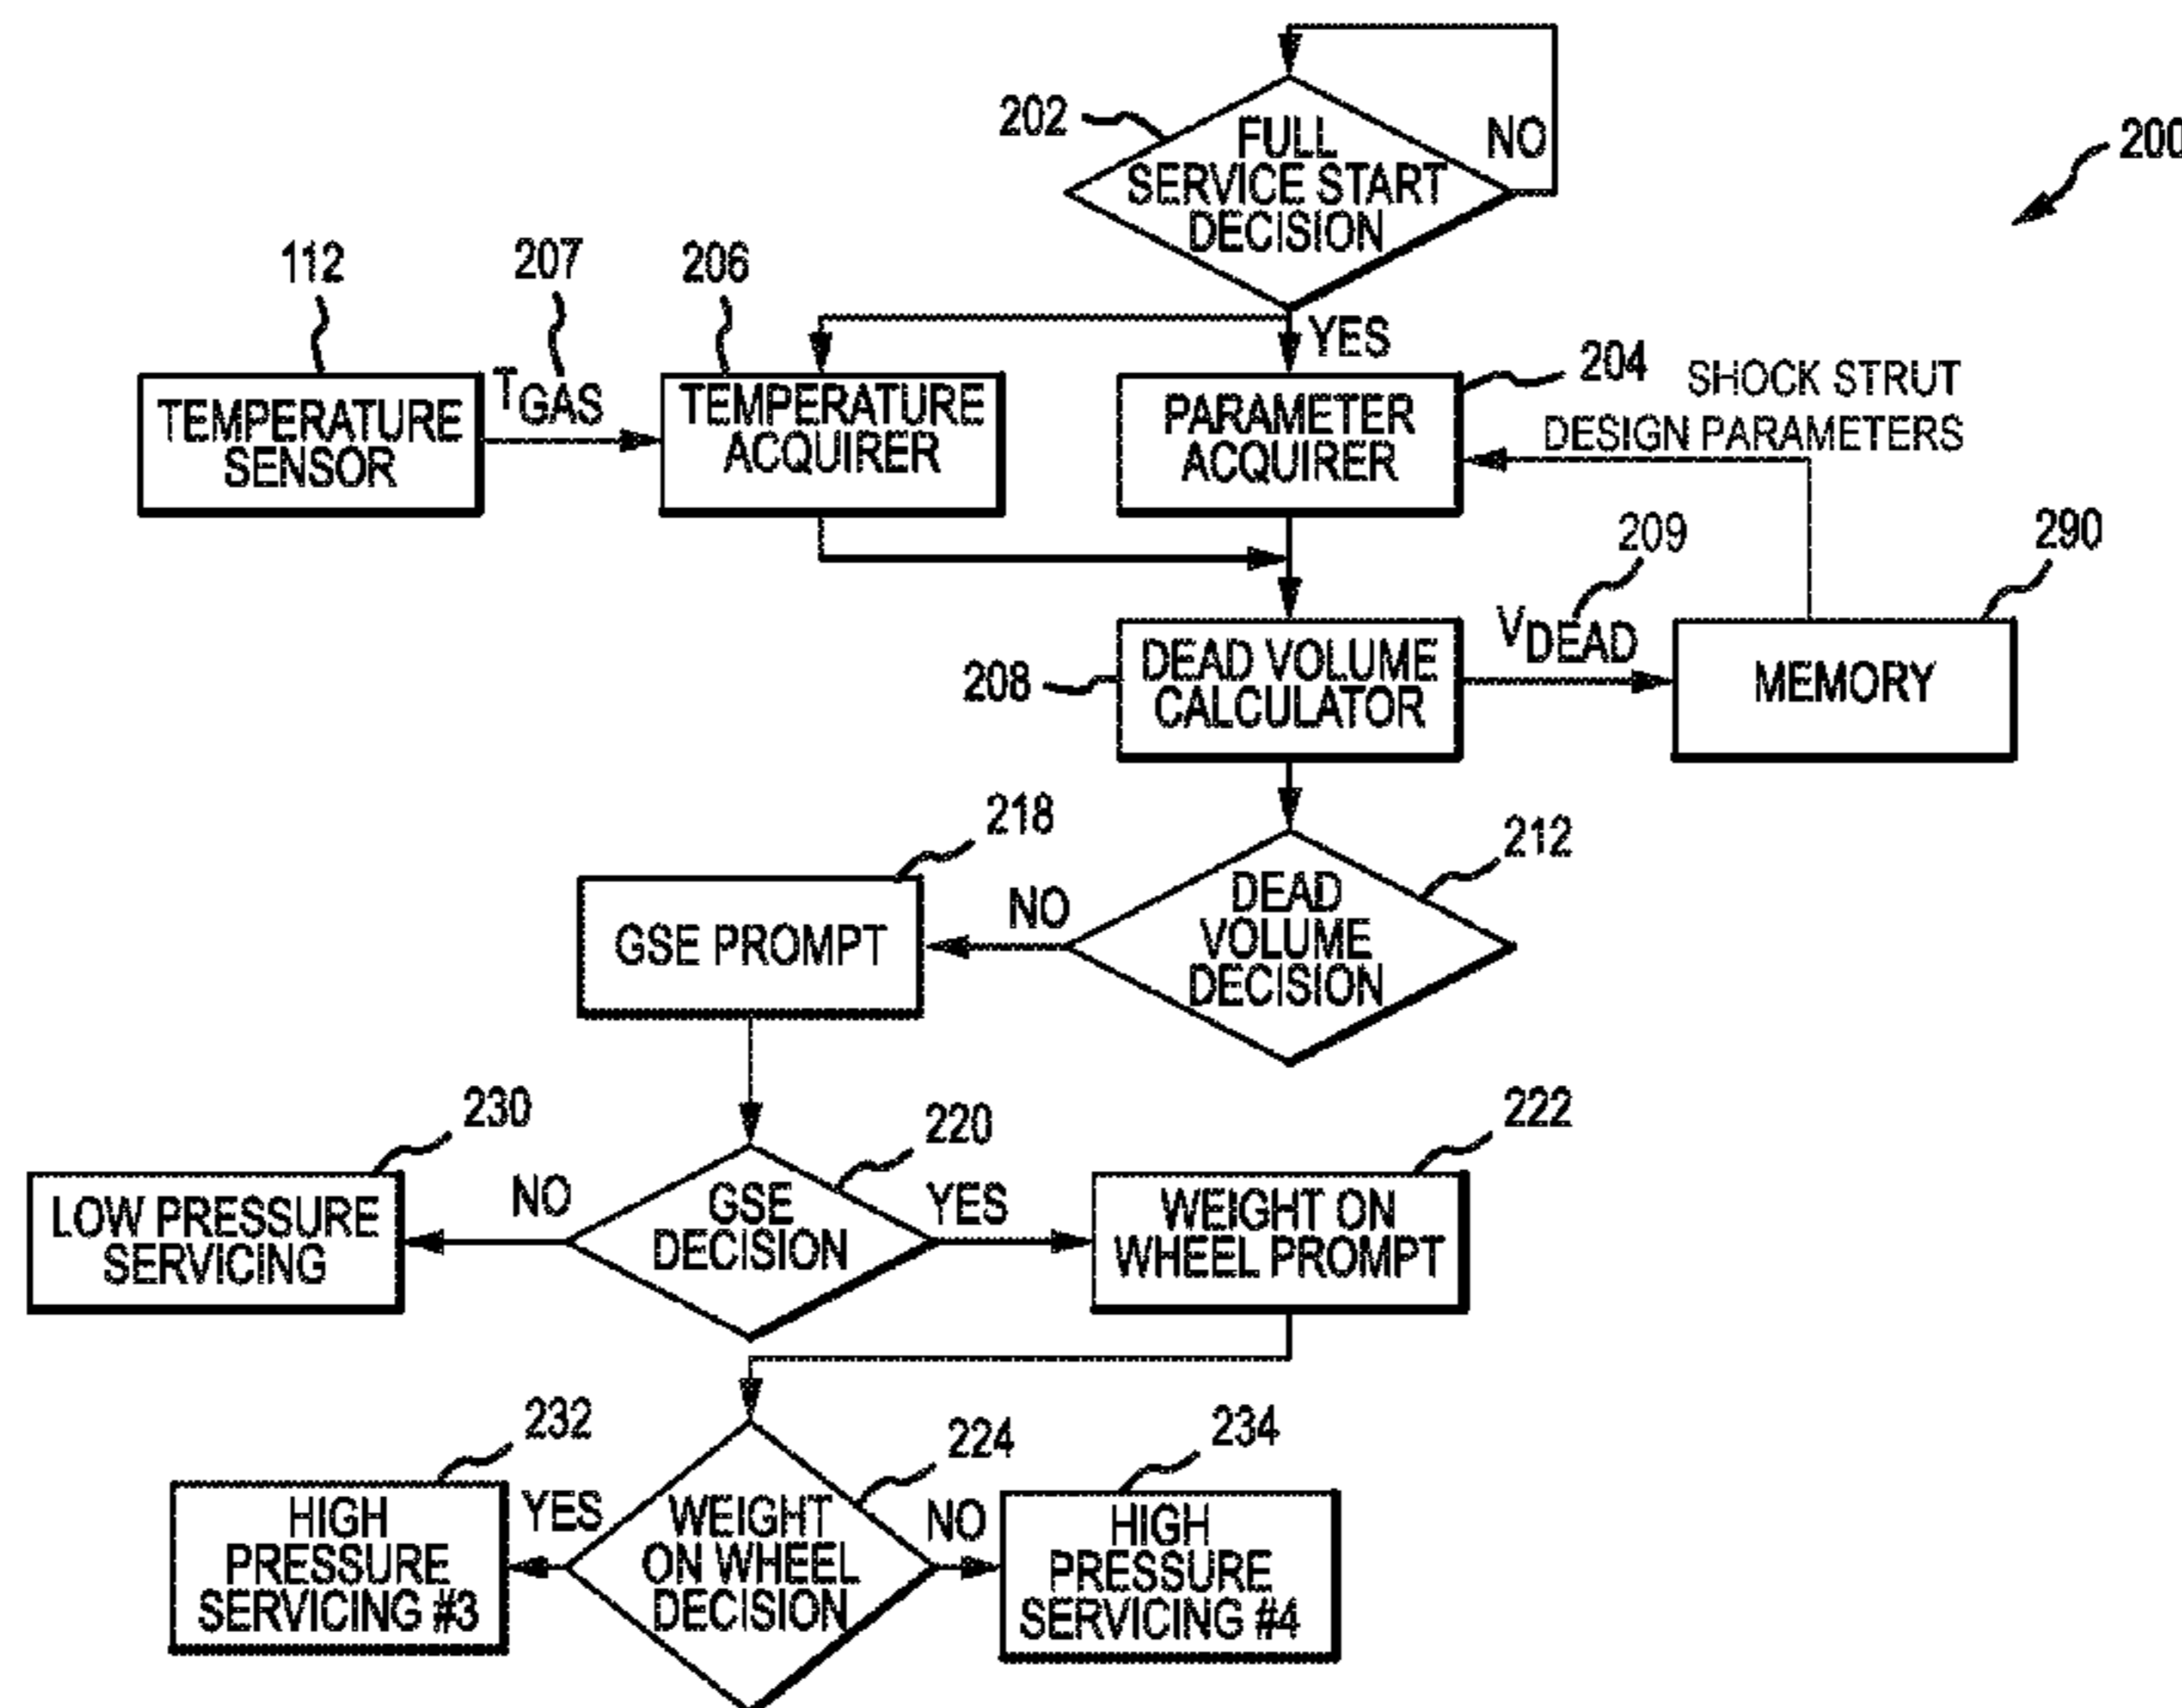 202
FULL
SERVICE START
DECISION
NO
200
112
207
206
YES
204
SHOCK STRUT
DESIGN PARAMETERS
TEMPERATURE
SENSOR
TGAS
TEMPERATURE
ACQUIRER
PARAMETER
ACQUIRER
209
290
208
DEAD VOLUME
CALCULATOR
VDEAD
MEMORY
218
212
GSE PROMPT
NO
DEAD
VOLUME
DECISION
230
220
222
LOW PRESSURE
SERVICING
NO
GSE
DECISION
YES
WEIGHT ON
WHEEL PROMPT
232
224
234
HIGH
PRESSURE
SERVICING #3
YES
WEIGHT
ON WHEEL
DECISION
NO
HIGH
PRESSURE
SERVICING #4